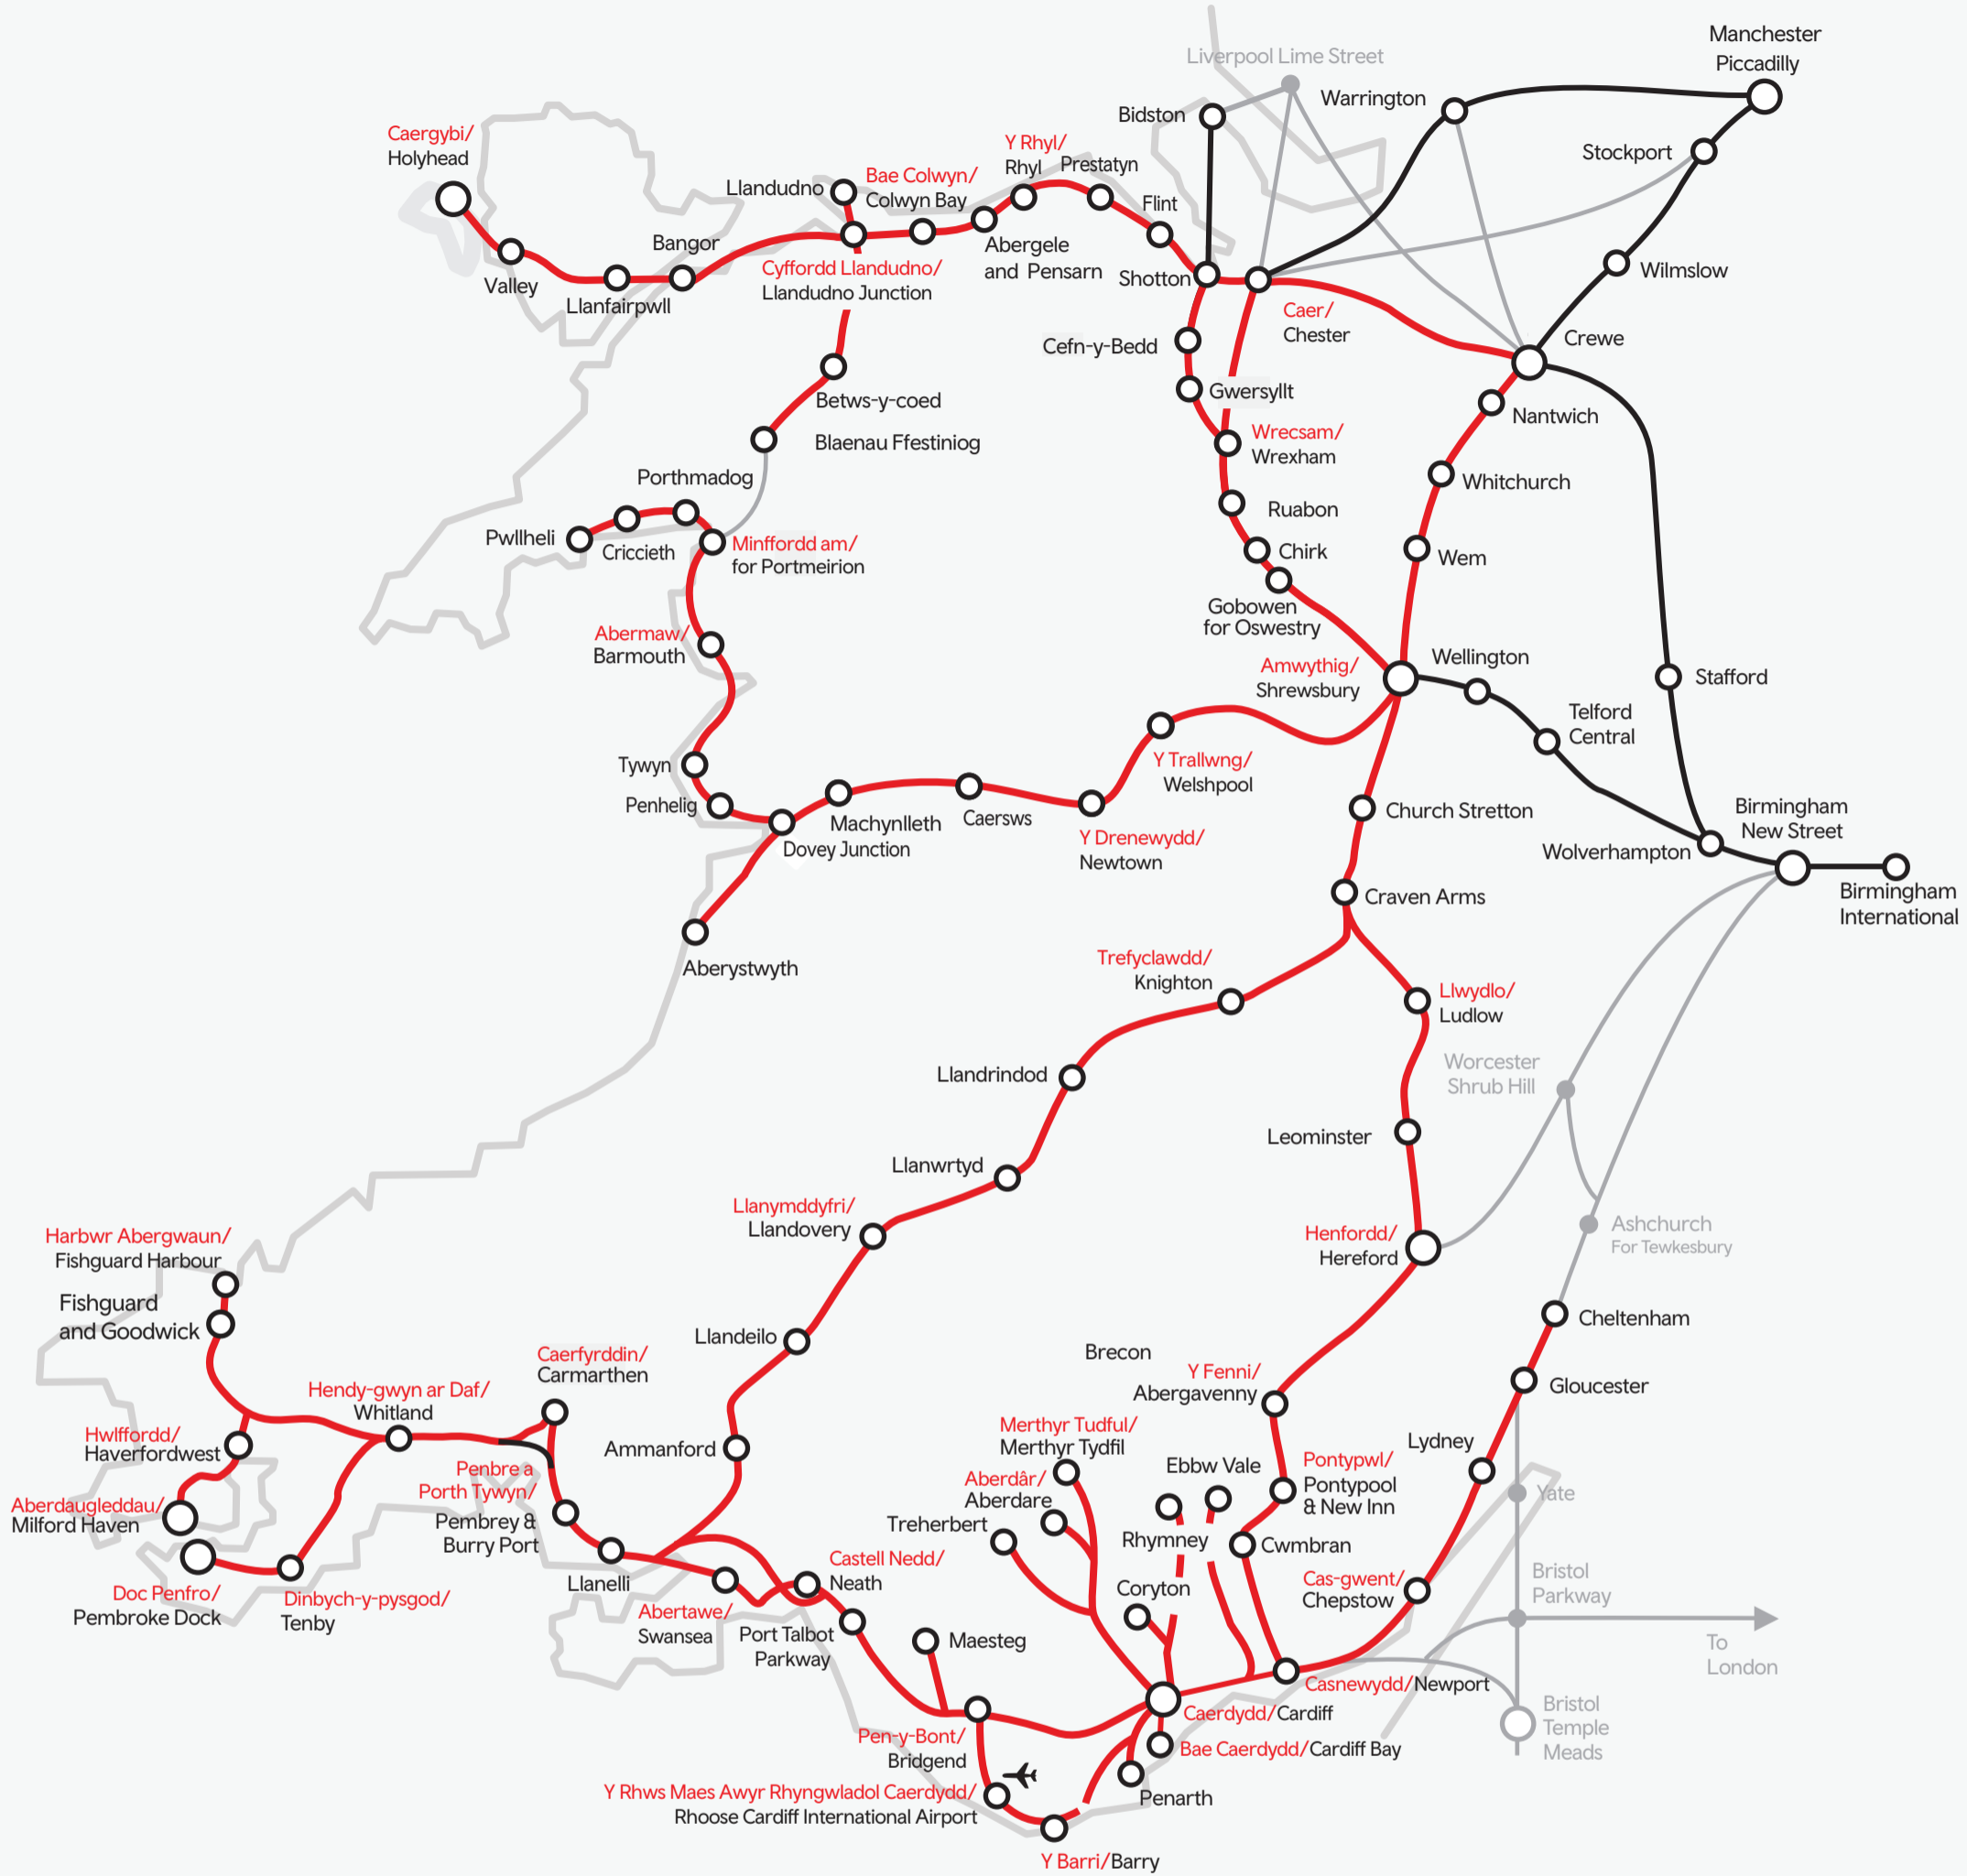 Manchester
Piccadilly
Liverpool Lime Street
Warrington
Bidston
Stockport
Caergybi/
Holyhead
Y Rhyl/
Rhyl
Prestatyn
Bae Colwyn/
Colwyn Bay
Llandudno
Flint
Bangor
Abergele
and Pensarn
Valley
Llanfairpwll
Cyffordd Llandudno/
Llandudno Junction
Shotton
Wilmslow
Caer/
Chester
Crewe
Cefn-y-Bedd
Betws-y-coed
Gwersyllt
Nantwich
Blaenau Ffestiniog
Wrecsam/
Wrexham
Porthmadog
Whitchurch
Ruabon
Pwllheli
Criccieth
Minffordd am/
for Portmeirion
Chirk
Wem
Gobowen
for Oswestry
Abermaw/
Barmouth
Amwythig/
Shrewsbury
Wellington
Stafford
Telford
Central
Tywyn
Y Trallwng/
Welshpool
Penhelig
Machynlleth
Dovey Junction
Caersws
Y Drenewydd/
Newtown
Church Stretton
Birmingham
New Street
Wolverhampton
Birmingham
International
Craven Arms
Aberystwyth
Trefyclawdd/
Knighton
Llwydlo/
Ludlow
Llandrindod
Worcester
Shrub Hill
Leominster
Llanwrtyd
Llanymddyfri/
Llandovery
Henfordd/
Hereford
Ashchurch
For Tewkesbury
Harbwr Abergwaun/
Fishguard Harbour
Fishguard
and Goodwick
Llandeilo
Cheltenham
Brecon
Caerfyrddin/
Carmarthen
Y Fenni/
Abergavenny
Gloucester
Hendy-gwyn ar Daf/
Whitland
Hwlffordd/
Haverfordwest
Ammanford
Merthyr Tudful/
Merthyr Tydfil
Lydney
Penbre a
Porth Tywyn/
Pembrey &
Burry Port
Aberdâr/
Aberdare
Ebbw Vale
Pontypwl/
Pontypool
& New Inn
Yate
Aberdaugleddau/
Milford Haven
Treherbert
Rhymney
Cwmbran
Castell Nedd/
Neath
Llanelli
Coryton
Cas-gwent/
Chepstow
Bristol
Parkway
Doc Penfro/
Pembroke Dock
Dinbych-y-pysgod/
Tenby
Abertawe/
Swansea
Port Talbot
Parkway
Maesteg
To
London
Casnewydd/Newport
Caerdydd/Cardiff
Bristol
Temple
Meads
Pen-y-Bont/
Bridgend
Bae Caerdydd/Cardiff Bay
Y Rhws Maes Awyr Rhyngwladol Caerdydd/
Rhoose Cardiff International Airport
Penarth
Y Barri/Barry